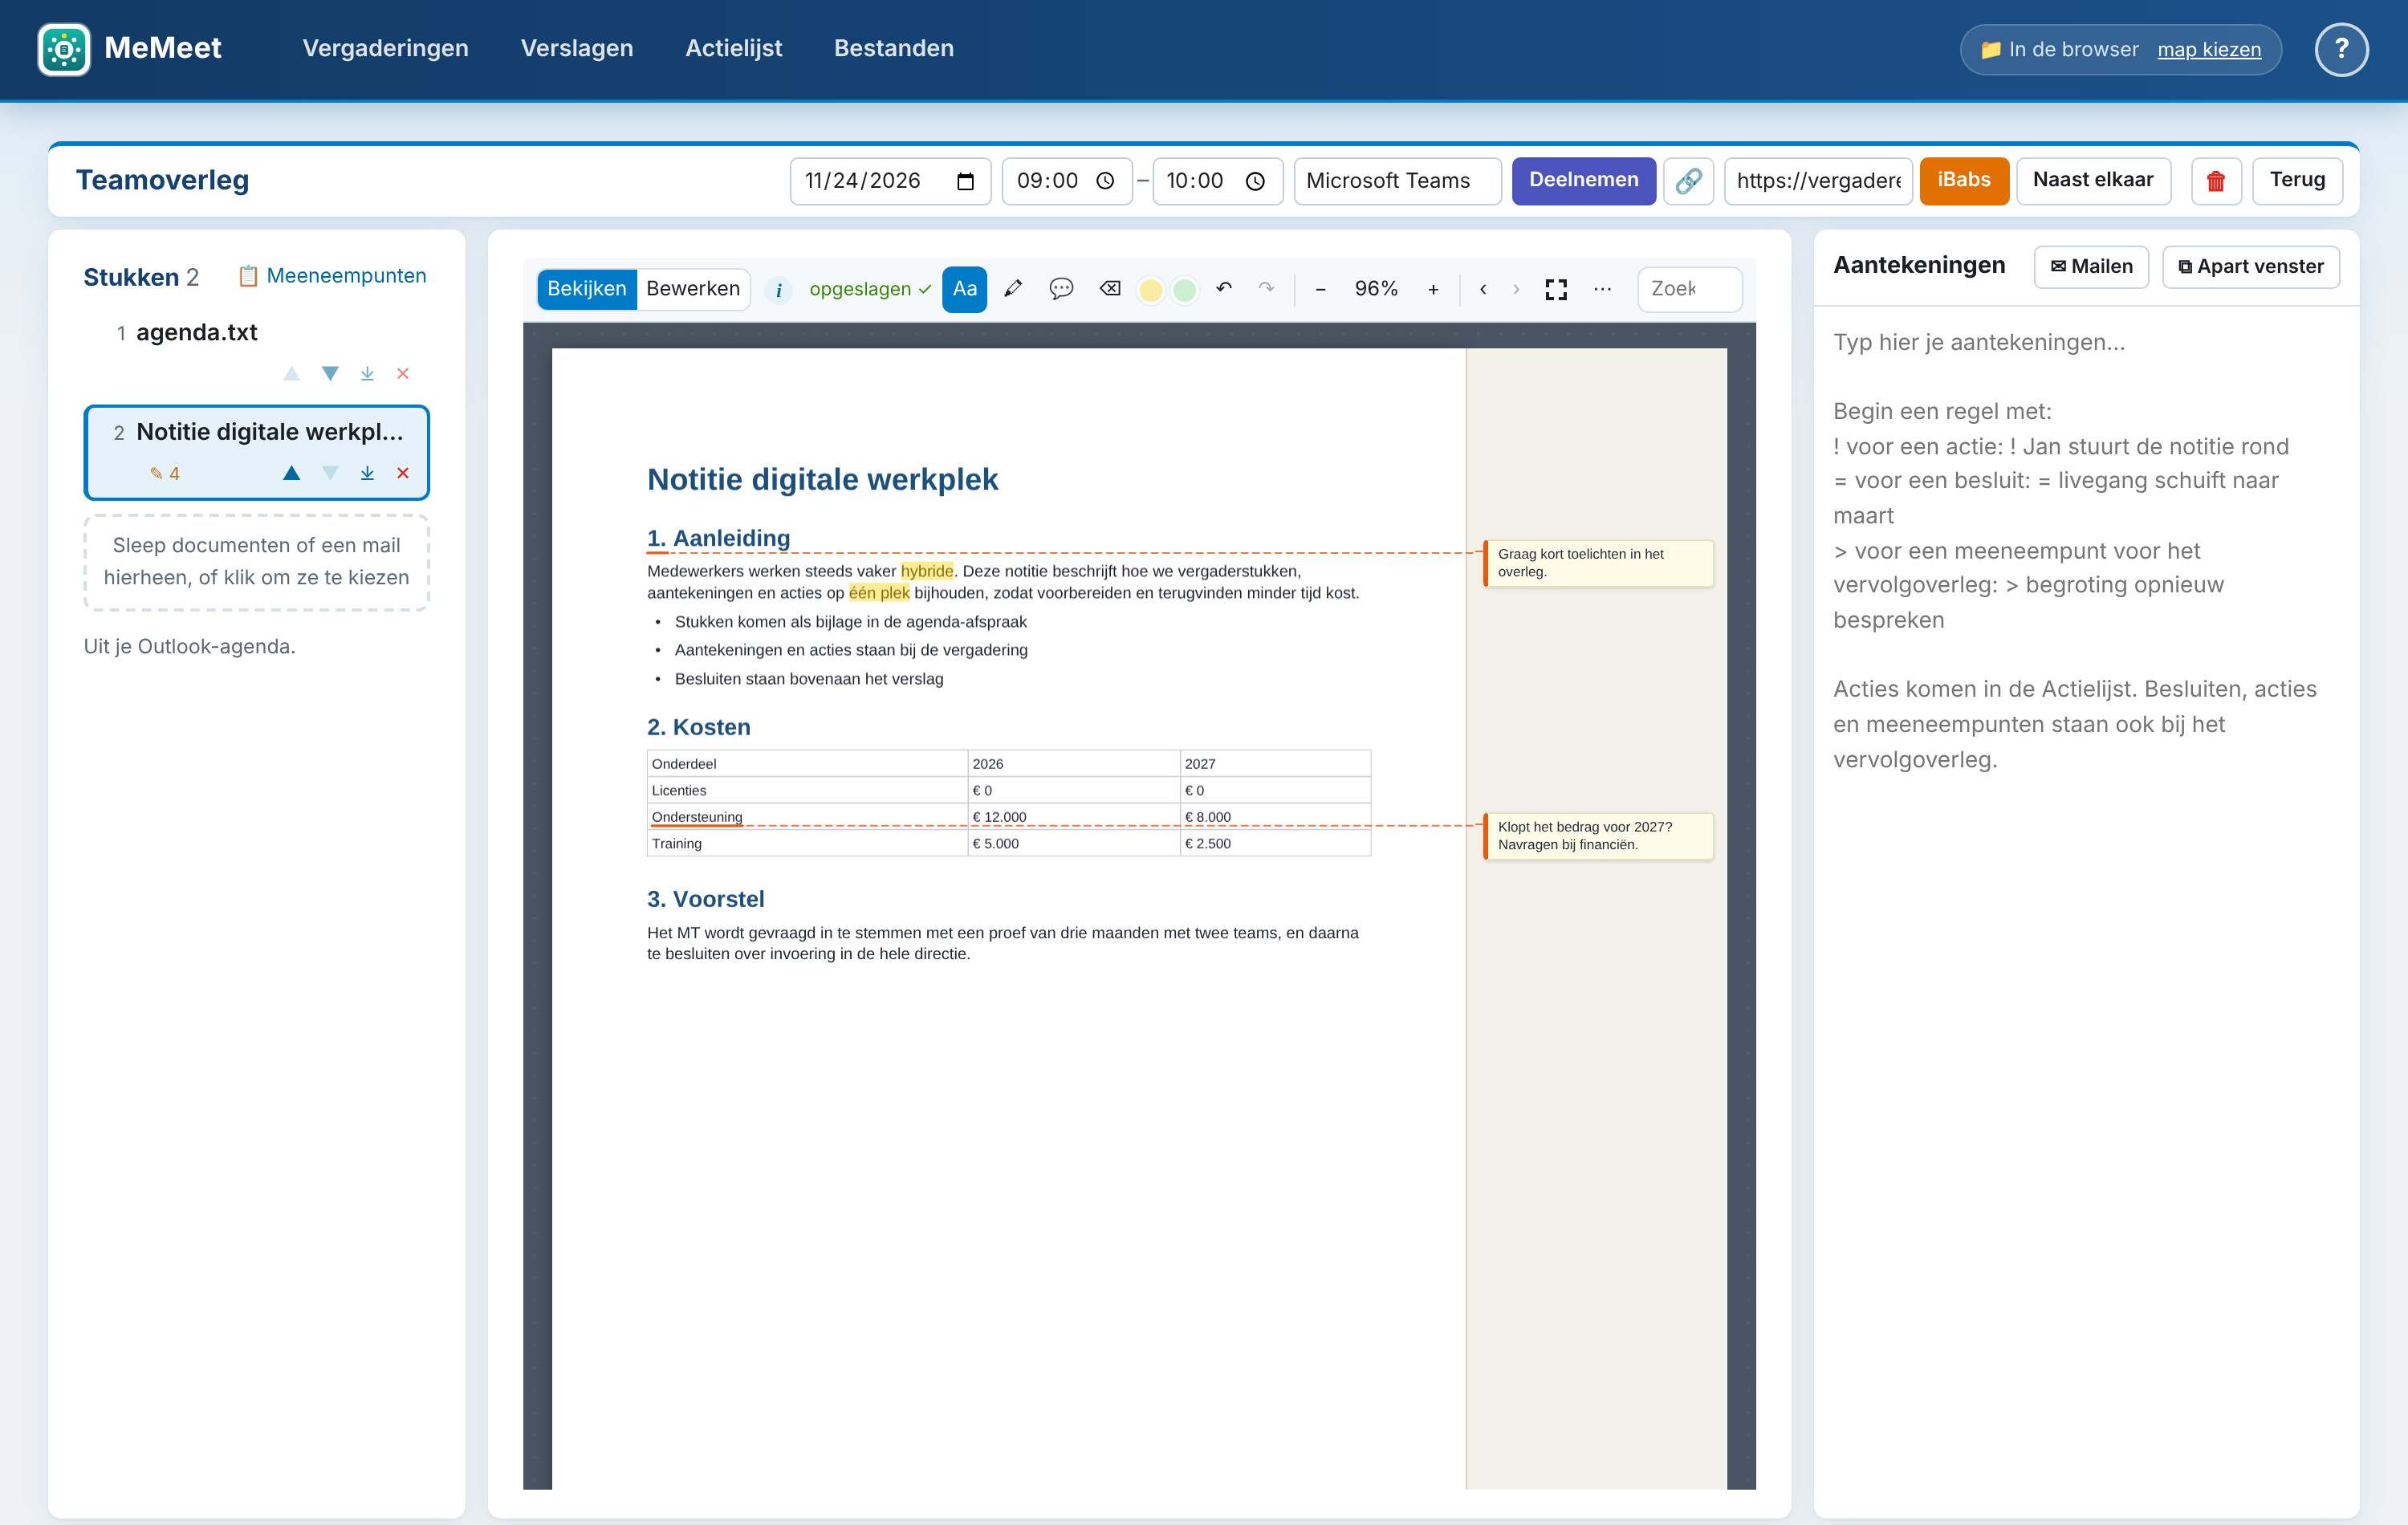 MeMeet
Vergaderingen
Verslagen
Actielijst
Bestanden
In de browser map kiezen
?
Teamoverleg
11/24/2026
09:00
–
10:00
Microsoft Teams
Deelnemen
https://vergadere
iBabs
Naast elkaar
Terug
Stukken 2
Meeneempunten
1 agenda.txt
2 Notitie digitale werkpl...
✎ 4
Sleep documenten of een mail
hierheen, of klik om ze te kiezen
Uit je Outlook-agenda.
Bekijken
Bewerken
i
opgeslagen ✓
Aa
−
96%
+
‹
›
···
Zoek
Notitie digitale werkplek
1. Aanleiding
Medewerkers werken steeds vaker hybride. Deze notitie beschrijft hoe we vergaderstukken,
aantekeningen en acties op één plek bijhouden, zodat voorbereiden en terugvinden minder tijd kost.
• Stukken komen als bijlage in de agenda-afspraak
• Aantekeningen en acties staan bij de vergadering
• Besluiten staan bovenaan het verslag
2. Kosten
Onderdeel 2026 2027
Licenties € 0 € 0
Ondersteuning € 12.000 € 8.000
Training € 5.000 € 2.500
3. Voorstel
Het MT wordt gevraagd in te stemmen met een proef van drie maanden met twee teams, en daarna
te besluiten over invoering in de hele directie.
Graag kort toelichten in het
overleg.
Klopt het bedrag voor 2027?
Navragen bij financiën.
Aantekeningen
✉ Mailen
⧉ Apart venster
Typ hier je aantekeningen...
Begin een regel met:
! voor een actie: ! Jan stuurt de notitie rond
= voor een besluit: = livegang schuift naar
maart
> voor een meeneempunt voor het
vervolgoverleg: > begroting opnieuw
bespreken
Acties komen in de Actielijst. Besluiten, acties
en meeneempunten staan ook bij het
vervolgoverleg.